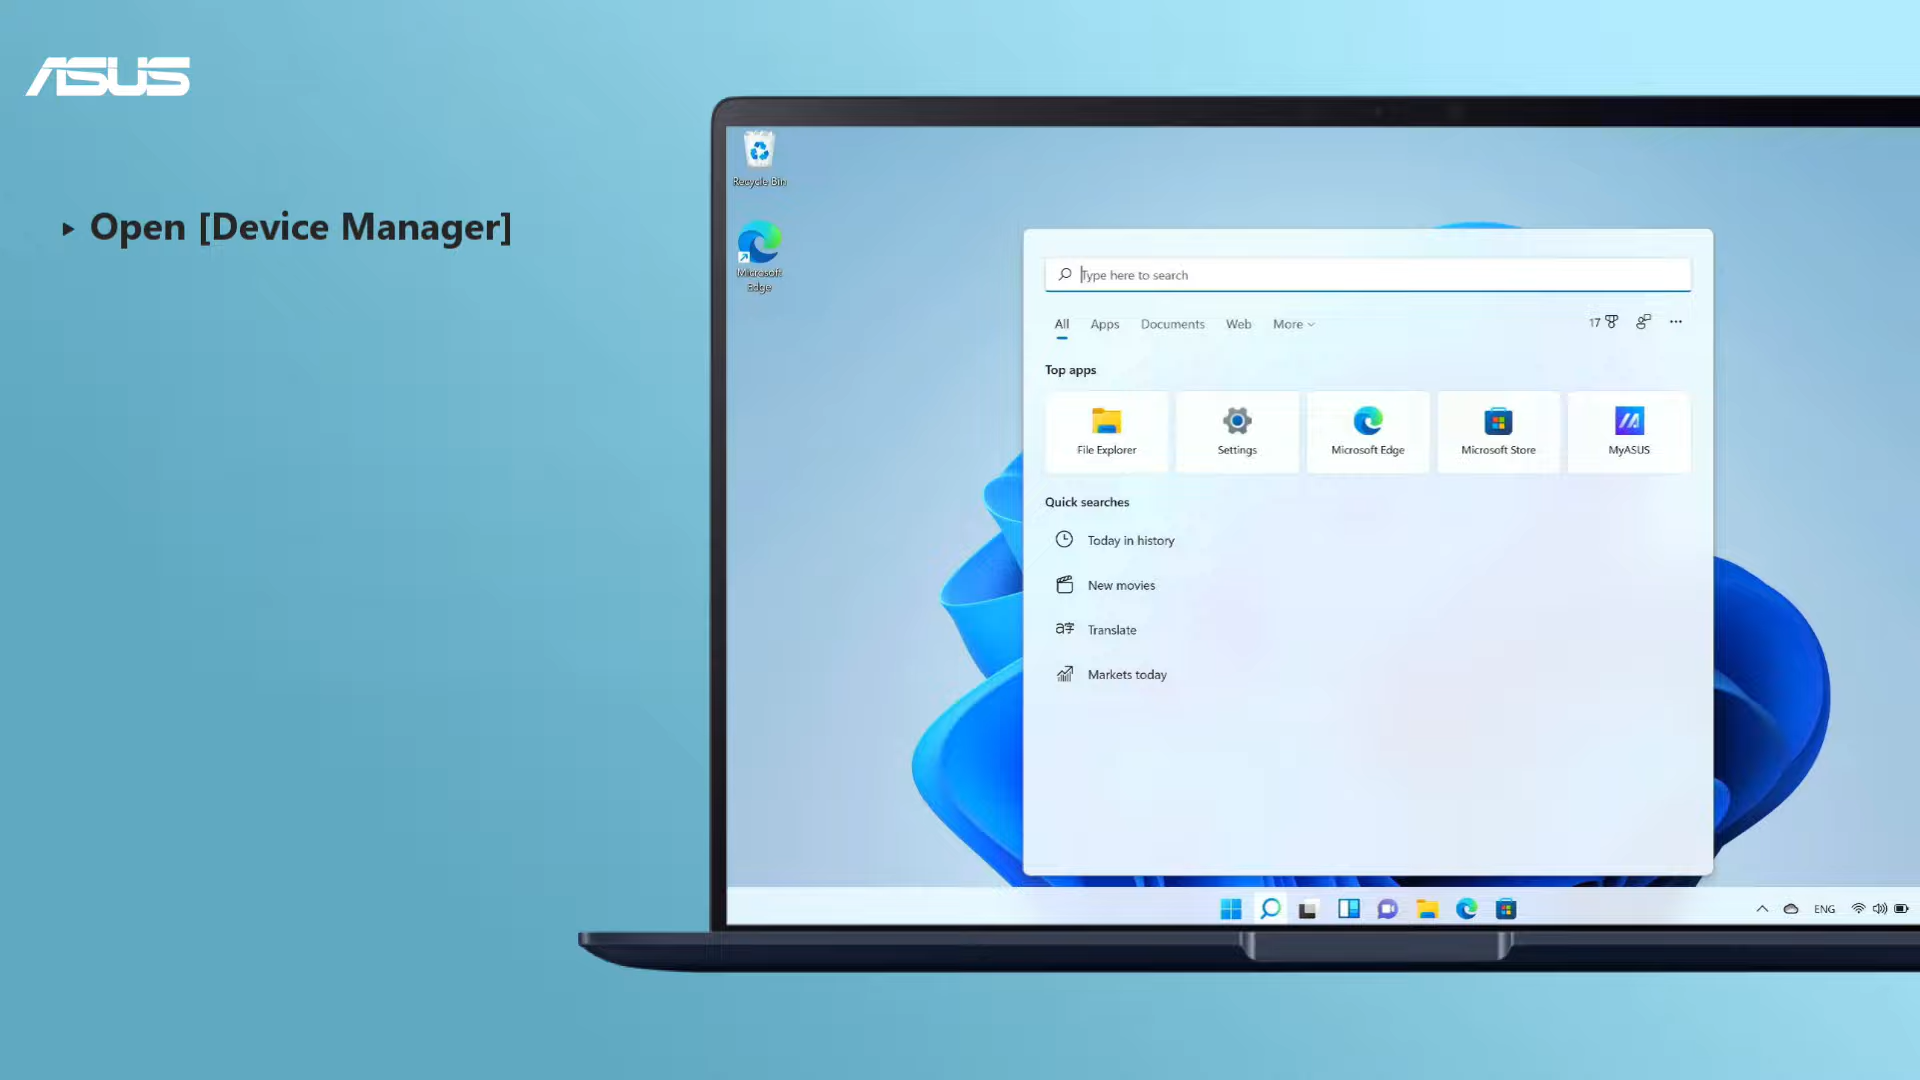 ASUS
▸ Open [Device Manager]
Recycle Bin
Microsoft
Edge
Type here to search
All Apps Documents Web More 17 ...
Top apps
File Explorer Settings Microsoft Edge Microsoft Store MyASUS
Quick searches
Today in history
New movies
Translate
Markets today
ENG